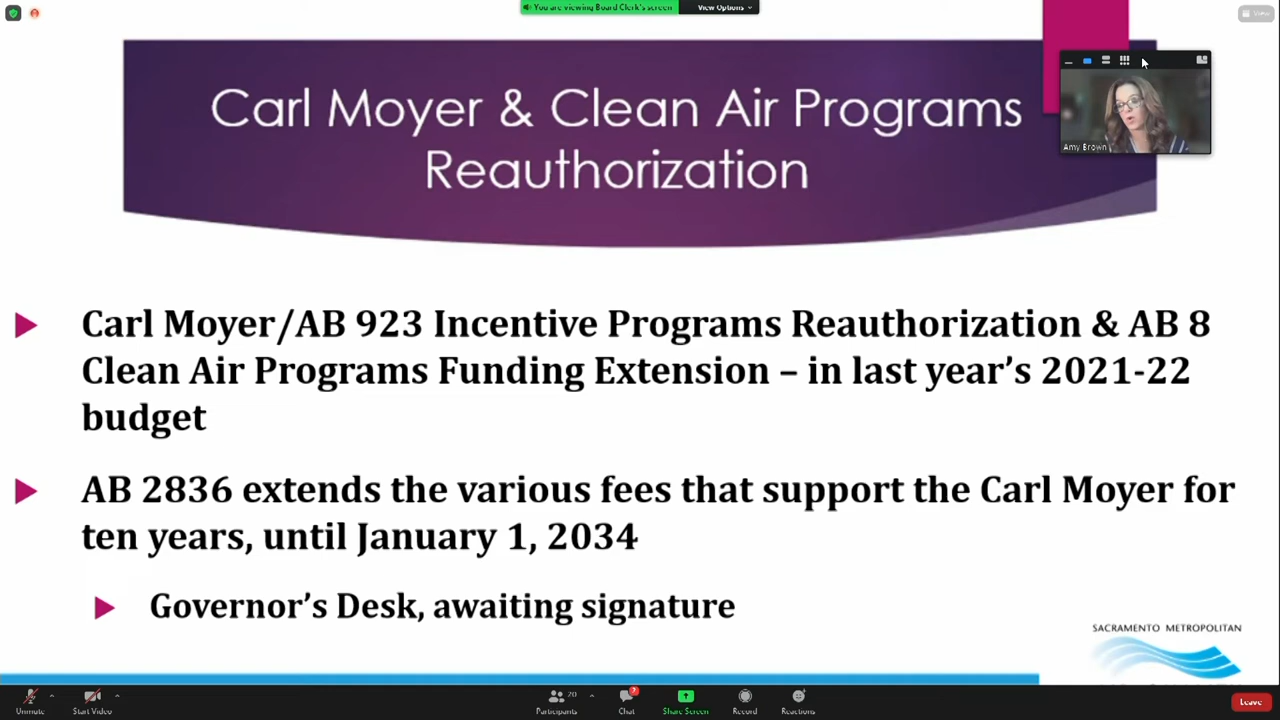 You are viewing Board Clerk's screen
View Options
View
Carl Moyer & Clean Air Programs
Reauthorization
Amy Brown
Carl Moyer/AB 923 Incentive Programs Reauthorization & AB 8
Clean Air Programs Funding Extension – in last year’s 2021-22
budget
AB 2836 extends the various fees that support the Carl Moyer for
ten years, until January 1, 2034
Governor’s Desk, awaiting signature
SACRAMENTO METROPOLITAN
Unmute
Start Video
20
Participants
Chat
Share Screen
Record
Reactions
Leave